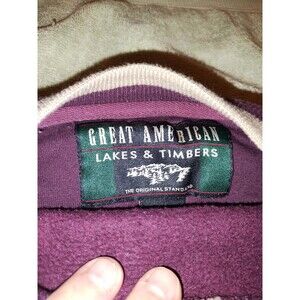 GREAT AMERICAN
LAKES & TIMBERS
THE ORIGINAL STANDARD